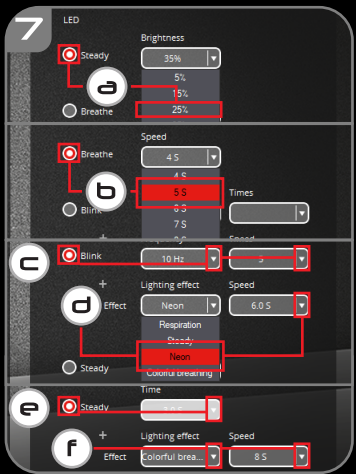 7
LED
Brightness
Steady
35%
a
5%
15%
Breathe
25%
Speed
Breathe
4 S
4 S
b
5 S
Times
Blink
6 S
7 S
c
Blink
10 Hz
5
Lighting effect
Speed
d
Effect
Neon
6.0 S
Respiration
Steady
Neon
Steady
Colorful breathing
e
Time
Steady
f
Lighting effect
Speed
Effect
Colorful brea...
8 S